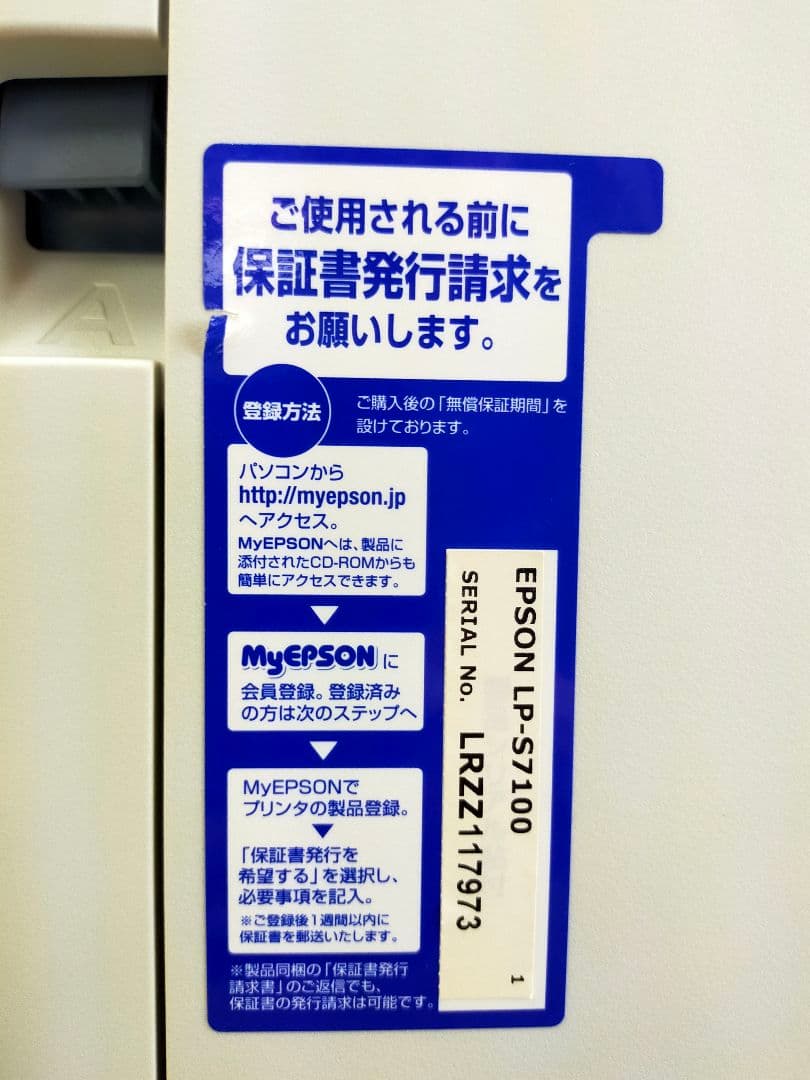 A
ご使用される前に
保証書発行請求を
お願いします。
登録方法
ご購入後の「無償保証期間」を
設けております。
パソコンから
http://myepson.jp
へアクセス。
MyEPSONへは、製品に
添付されたCD-ROMからも
簡単にアクセスできます。
MyEPSONに
会員登録。登録済み
の方は次のステップへ
MyEPSONで
プリンタの製品登録。
「保証書発行を
希望する」を選択し、
必要事項を記入。
※ご登録後1週間以内に
保証書を郵送いたします。
※製品同梱の「保証書発行
請求書」のご返信でも、
保証書の発行請求は可能です。
EPSON LP-S7100
SERIAL No. LRZZ117973
1